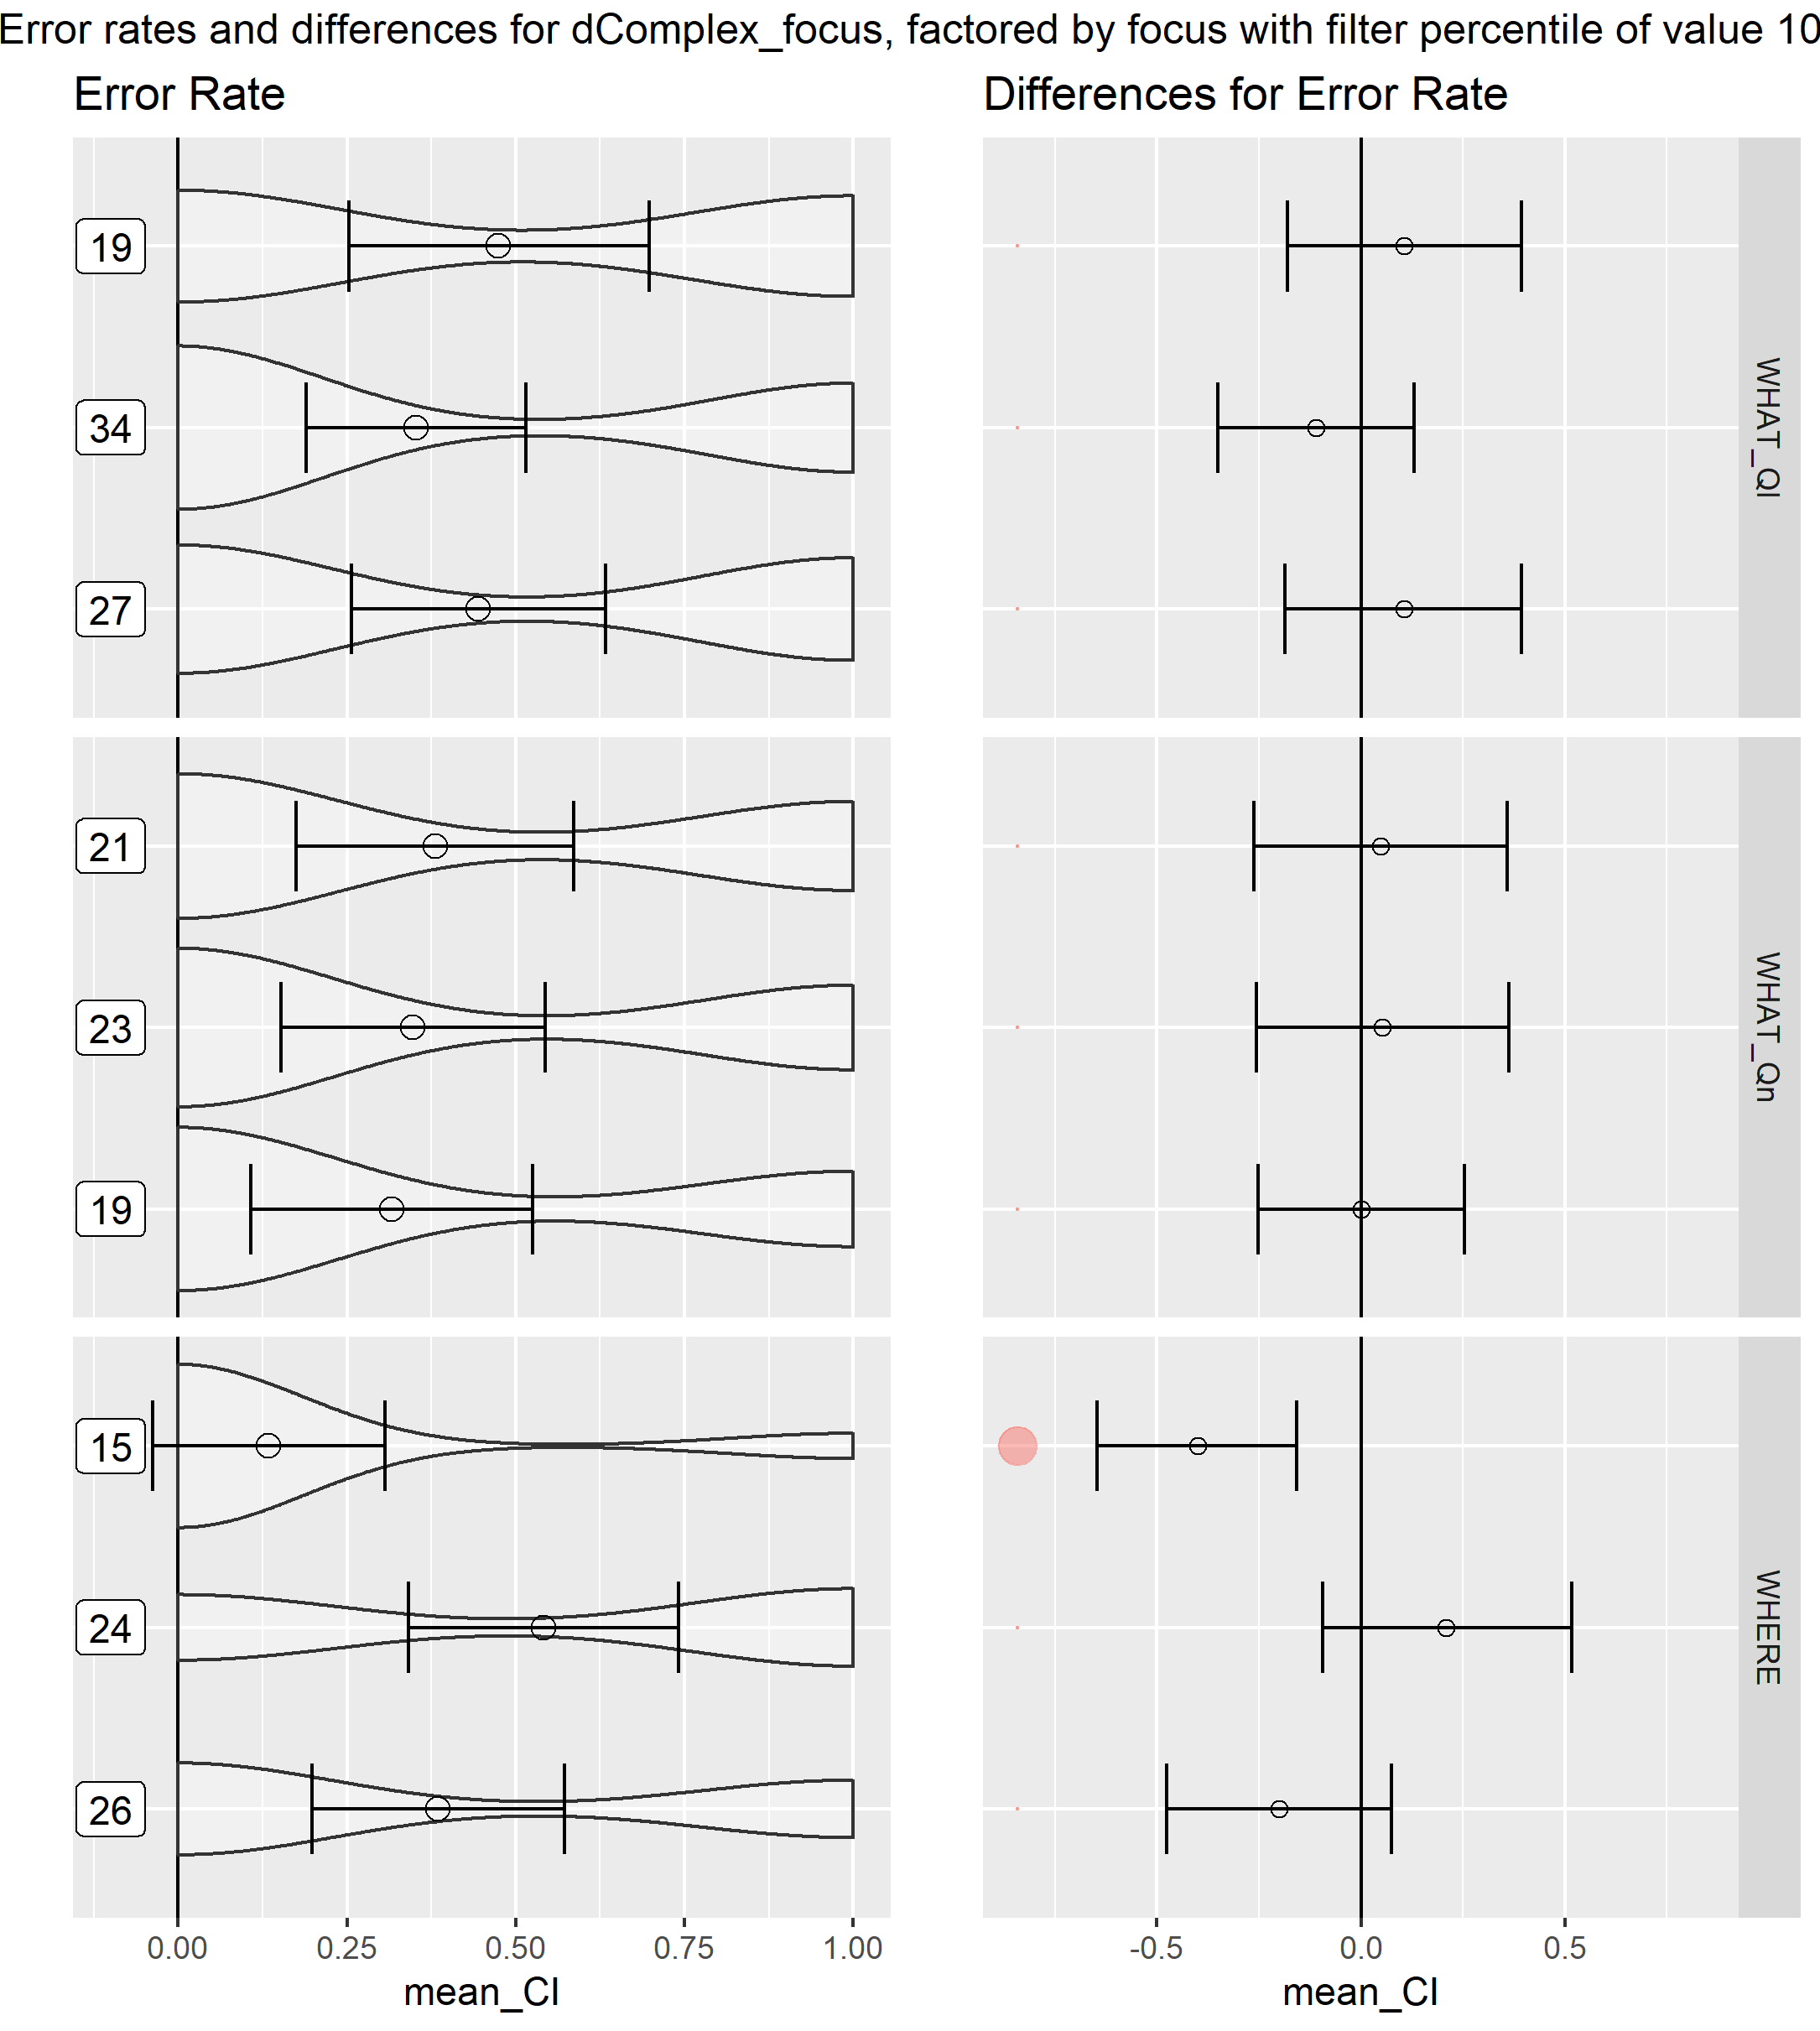 Error rates and differences for dComplex_focus, factored by focus with filter percentile of value 10
Error Rate
Differences for Error Rate
19
34
27
WHAT_Ql
21
23
19
WHAT_Qn
15
24
26
WHERE
0.00 0.25 0.50 0.75 1.00
-0.5 0.0 0.5
mean_CI
mean_CI